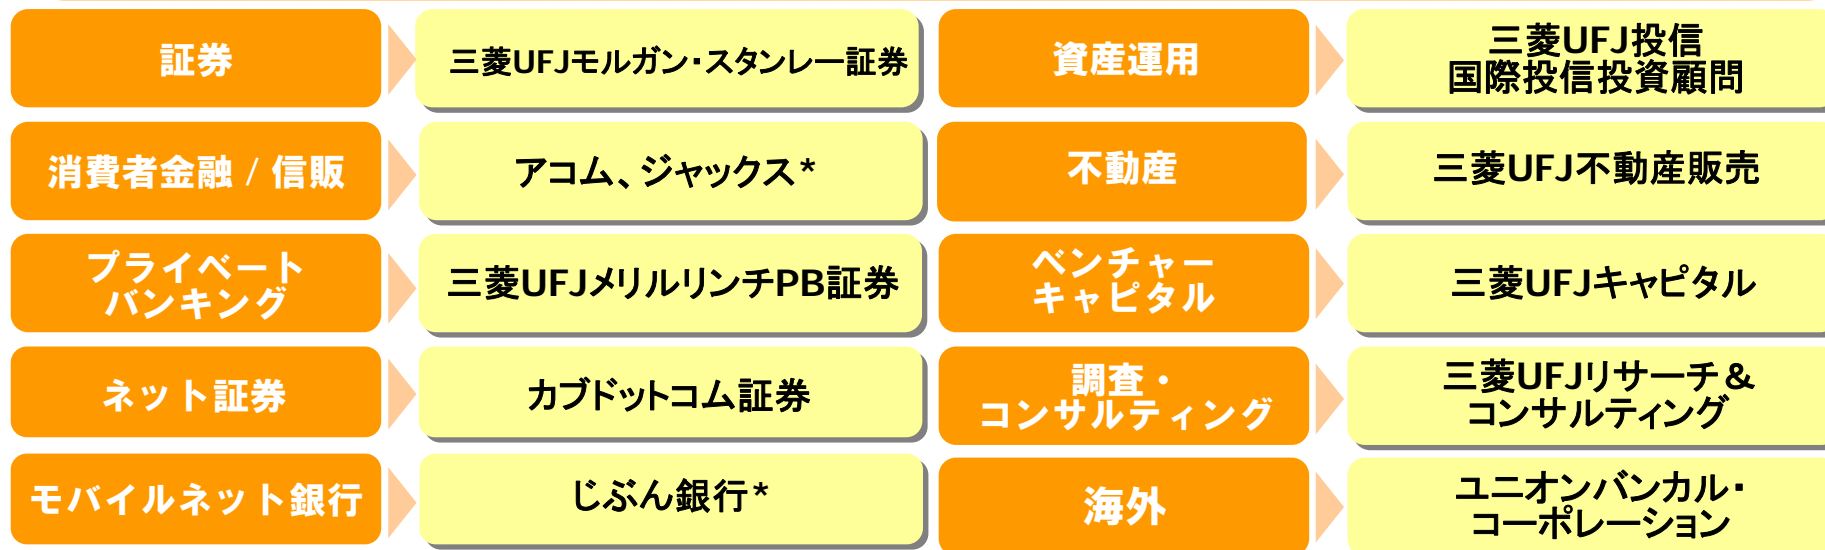 証券
三菱UFJモルガン・スタンレー証券
資産運用
三菱UFJ投信
国際投信投資顧問
消費者金融 / 信販
アコム、ジャックス*
不動産
三菱UFJ不動産販売
プライベート
バンキング
三菱UFJメリルリンチPB証券
ベンチャー
キャピタル
三菱UFJキャピタル
ネット証券
カブドットコム証券
調査・
コンサルティング
三菱UFJリサーチ＆
コンサルティング
モバイルネット銀行
じぶん銀行*
海外
ユニオンバンカル・
コーポレーション